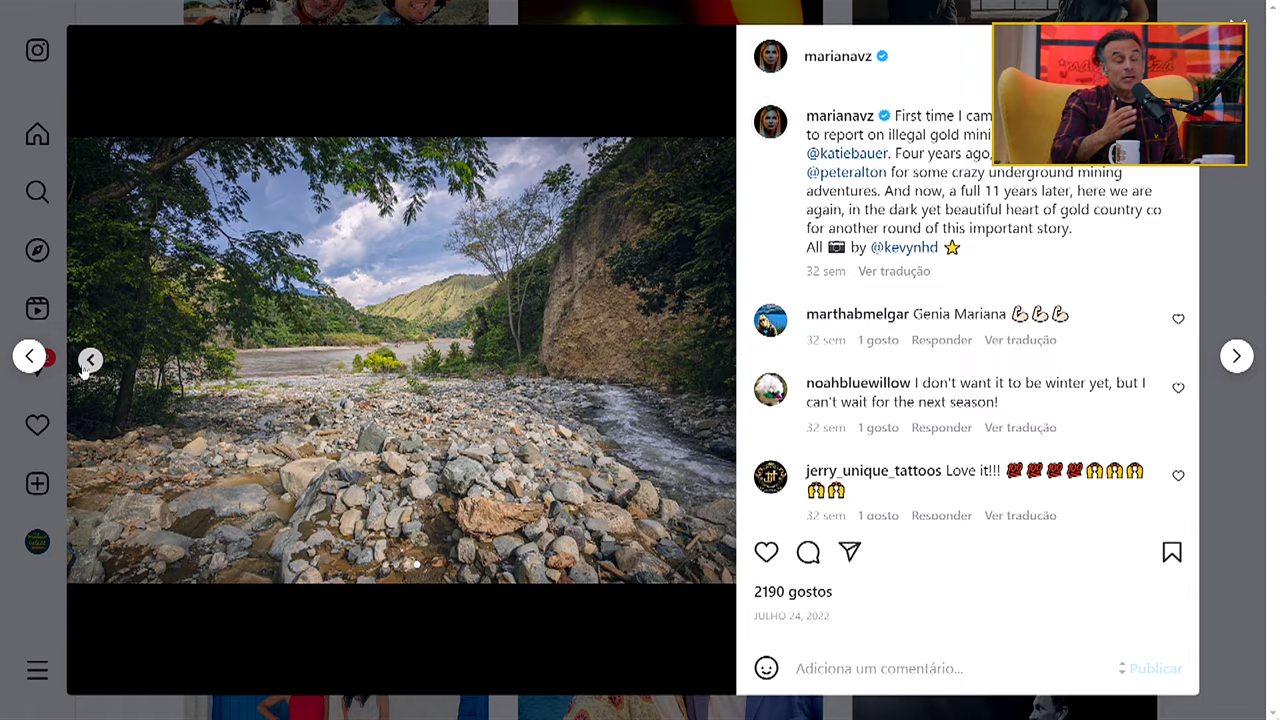 marianavz
marianavz First time I cam
to report on illegal gold mini
@katiebauer. Four years ago,
@peteralton for some crazy underground mining
adventures. And now, a full 11 years later, here we are
again, in the dark yet beautiful heart of gold country co
for another round of this important story.
All 📷 by @kevynhd ⭐
32 sem Ver tradução
marthabmelgar Genia Mariana 💪🏻💪🏻💪🏻
32 sem 1 gosto Responder Ver tradução
noahbluewillow I don't want it to be winter yet, but I
can't wait for the next season!
32 sem 1 gosto Responder Ver tradução
jerry_unique_tattoos Love it!!! 💯💯💯💯🙌🙌🙌
🙌🙌
32 sem 1 gosto Responder Ver tradução
2190 gostos
JULHO 24, 2022
Adiciona um comentário...
Publicar